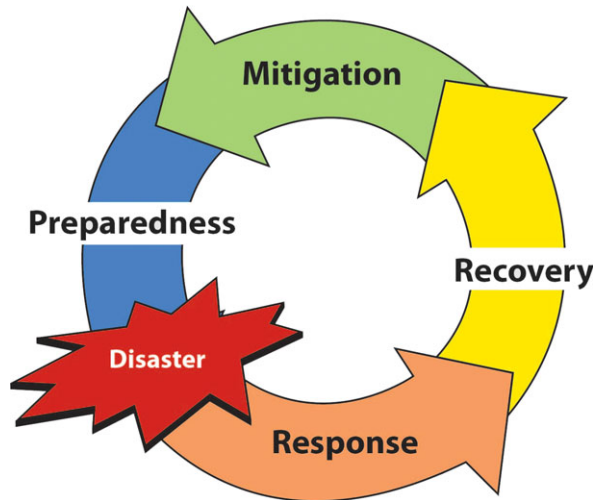 Mitigation
Preparedness
Recovery
Disaster
Response